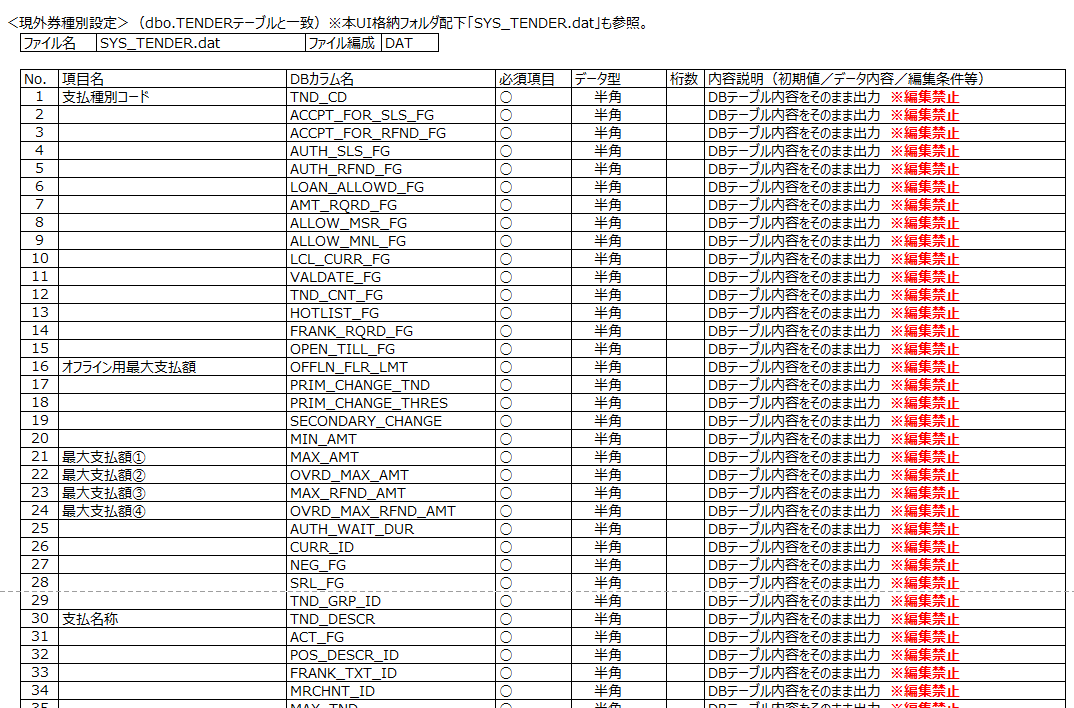 ＜現外券種別設定＞（dbo.TENDERテーブルと一致）※本UI格納フォルダ配下「SYS_TENDER.dat」も参照。
ファイル名 SYS_TENDER.dat ファイル編成 DAT
No. 項目名 DBカラム名 必須項目 データ型 桁数 内容説明（初期値／データ内容／編集条件等）
1 支払種別コード TND_CD ○ 半角 DBテーブル内容をそのまま出力 ※編集禁止
2 ACCPT_FOR_SLS_FG ○ 半角 DBテーブル内容をそのまま出力 ※編集禁止
3 ACCPT_FOR_RFND_FG ○ 半角 DBテーブル内容をそのまま出力 ※編集禁止
4 AUTH_SLS_FG ○ 半角 DBテーブル内容をそのまま出力 ※編集禁止
5 AUTH_RFND_FG ○ 半角 DBテーブル内容をそのまま出力 ※編集禁止
6 LOAN_ALLOWD_FG ○ 半角 DBテーブル内容をそのまま出力 ※編集禁止
7 AMT_RQRD_FG ○ 半角 DBテーブル内容をそのまま出力 ※編集禁止
8 ALLOW_MSR_FG ○ 半角 DBテーブル内容をそのまま出力 ※編集禁止
9 ALLOW_MNL_FG ○ 半角 DBテーブル内容をそのまま出力 ※編集禁止
10 LCL_CURR_FG ○ 半角 DBテーブル内容をそのまま出力 ※編集禁止
11 VALDATE_FG ○ 半角 DBテーブル内容をそのまま出力 ※編集禁止
12 TND_CNT_FG ○ 半角 DBテーブル内容をそのまま出力 ※編集禁止
13 HOTLIST_FG ○ 半角 DBテーブル内容をそのまま出力 ※編集禁止
14 FRANK_RQRD_FG ○ 半角 DBテーブル内容をそのまま出力 ※編集禁止
15 OPEN_TILL_FG ○ 半角 DBテーブル内容をそのまま出力 ※編集禁止
16 オフライン用最大支払額 OFFLN_FLR_LMT ○ 半角 DBテーブル内容をそのまま出力 ※編集禁止
17 PRIM_CHANGE_TND ○ 半角 DBテーブル内容をそのまま出力 ※編集禁止
18 PRIM_CHANGE_THRES ○ 半角 DBテーブル内容をそのまま出力 ※編集禁止
19 SECONDARY_CHANGE ○ 半角 DBテーブル内容をそのまま出力 ※編集禁止
20 MIN_AMT ○ 半角 DBテーブル内容をそのまま出力 ※編集禁止
21 最大支払額① MAX_AMT ○ 半角 DBテーブル内容をそのまま出力 ※編集禁止
22 最大支払額② OVRD_MAX_AMT ○ 半角 DBテーブル内容をそのまま出力 ※編集禁止
23 最大支払額③ MAX_RFND_AMT ○ 半角 DBテーブル内容をそのまま出力 ※編集禁止
24 最大支払額④ OVRD_MAX_RFND_AMT ○ 半角 DBテーブル内容をそのまま出力 ※編集禁止
25 AUTH_WAIT_DUR ○ 半角 DBテーブル内容をそのまま出力 ※編集禁止
26 CURR_ID ○ 半角 DBテーブル内容をそのまま出力 ※編集禁止
27 NEG_FG ○ 半角 DBテーブル内容をそのまま出力 ※編集禁止
28 SRL_FG ○ 半角 DBテーブル内容をそのまま出力 ※編集禁止
29 TND_GRP_ID ○ 半角 DBテーブル内容をそのまま出力 ※編集禁止
30 支払名称 TND_DESCR ○ 半角 DBテーブル内容をそのまま出力 ※編集禁止
31 ACT_FG ○ 半角 DBテーブル内容をそのまま出力 ※編集禁止
32 POS_DESCR_ID ○ 半角 DBテーブル内容をそのまま出力 ※編集禁止
33 FRANK_TXT_ID ○ 半角 DBテーブル内容をそのまま出力 ※編集禁止
34 MRCHNT_ID ○ 半角 DBテーブル内容をそのまま出力 ※編集禁止